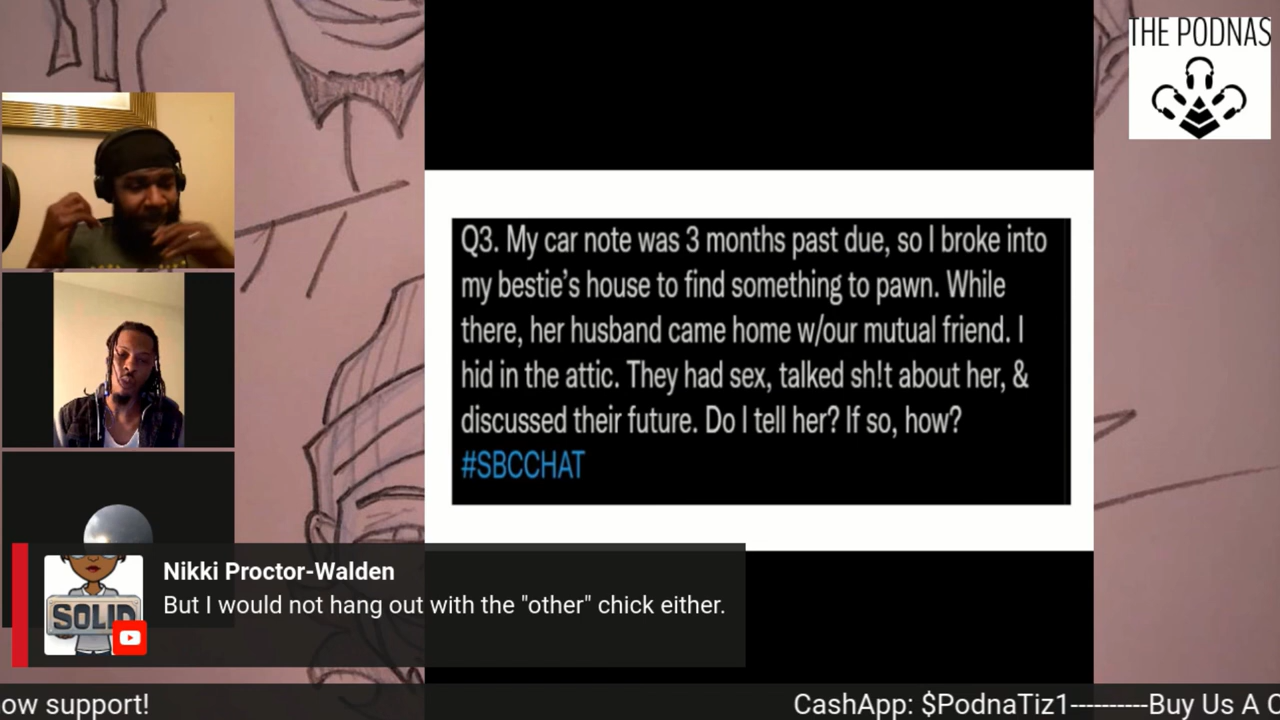 THE PODNAS
Q3. My car note was 3 months past due, so I broke into
my bestie's house to find something to pawn. While
there, her husband came home w/our mutual friend. I
hid in the attic. They had sex, talked sh!t about her, &
discussed their future. Do I tell her? If so, how?
#SBCCHAT
SOLID
Nikki Proctor-Walden
But I would not hang out with the "other" chick either.
ow support!
CashApp: $PodnaTiz1----------Buy Us A C